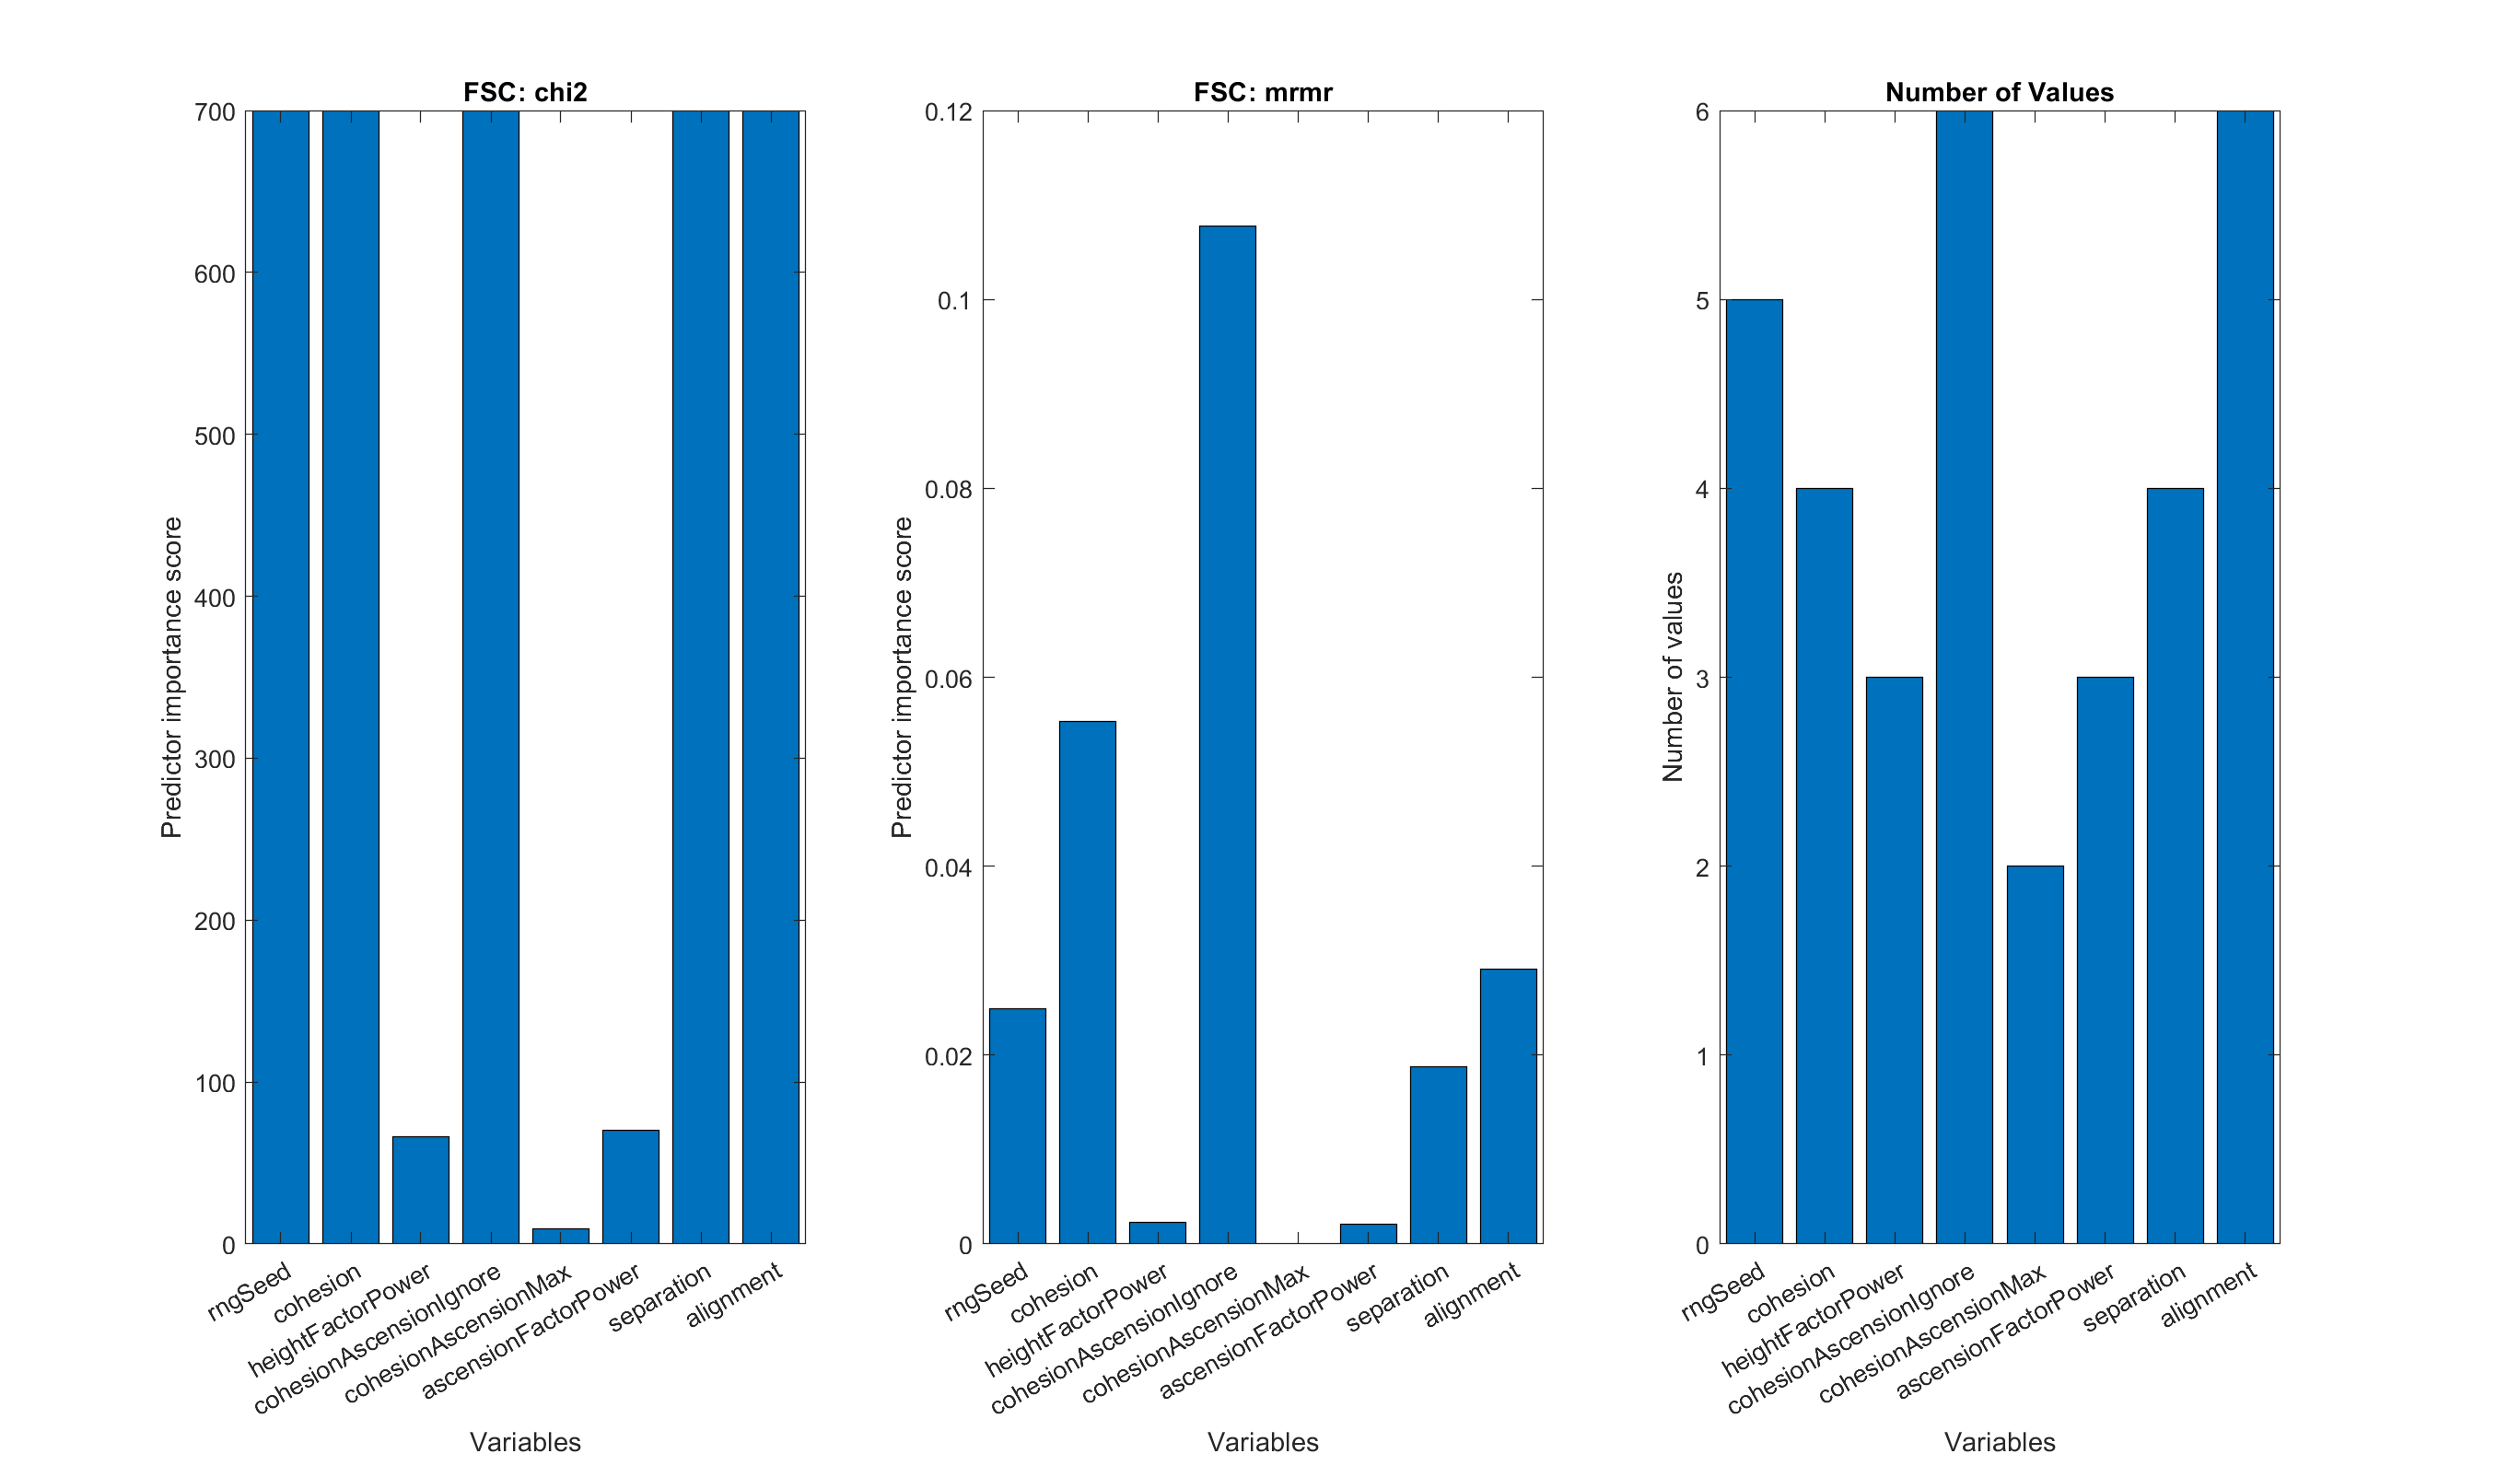 FSC: chi2
700
600
500
400
300
200
100
0
Predictor importance score
rngSeed
cohesion
heightFactorPower
cohesionAscensionIgnore
cohesionAscensionMax
ascensionFactorPower
separation
alignment
Variables
FSC: mrmr
0.12
0.1
0.08
0.06
0.04
0.02
0
Predictor importance score
rngSeed
cohesion
heightFactorPower
cohesionAscensionIgnore
cohesionAscensionMax
ascensionFactorPower
separation
alignment
Variables
Number of Values
6
5
4
3
2
1
0
Number of values
rngSeed
cohesion
heightFactorPower
cohesionAscensionIgnore
cohesionAscensionMax
ascensionFactorPower
separation
alignment
Variables